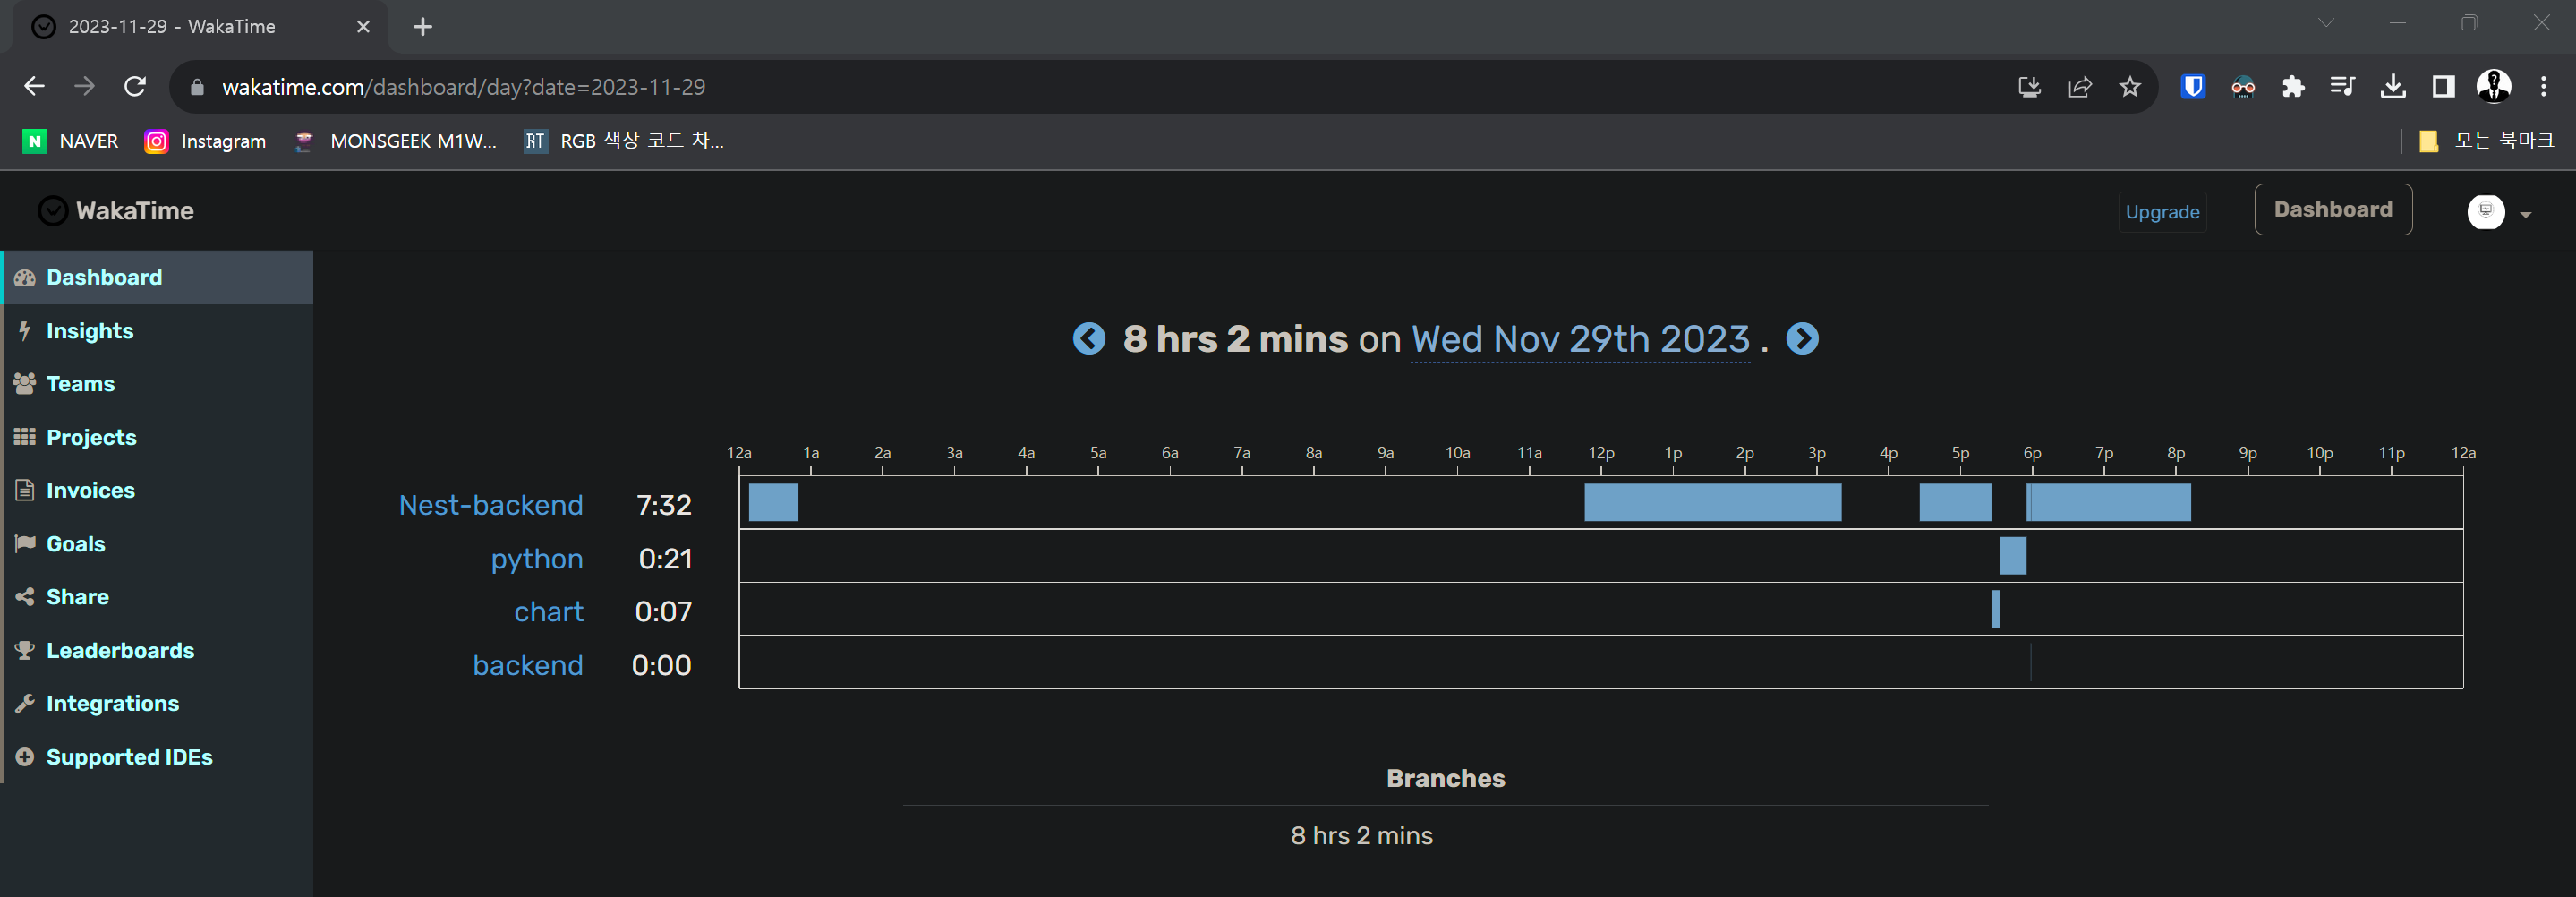 2023-11-29 - WakaTime
wakatime.com/dashboard/day?date=2023-11-29
NAVER Instagram MONSGEEK M1W... RT RGB 색상 코드 차... 모든 북마크
WakaTime Upgrade Dashboard
Dashboard
Insights
Teams
Projects
Invoices
Goals
Share
Leaderboards
Integrations
Supported IDEs
8 hrs 2 mins on Wed Nov 29th 2023 .
12a 1a 2a 3a 4a 5a 6a 7a 8a 9a 10a 11a 12p 1p 2p 3p 4p 5p 6p 7p 8p 9p 10p 11p 12a
Nest-backend 7:32
python 0:21
chart 0:07
backend 0:00
Branches
8 hrs 2 mins